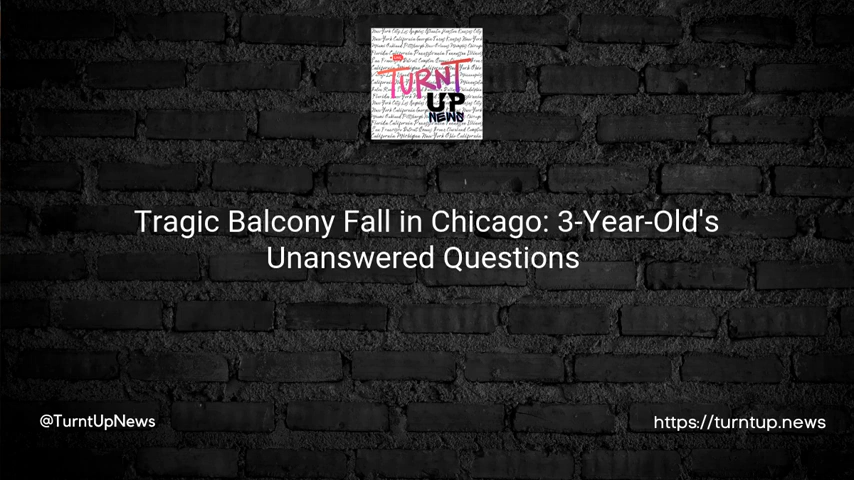 TURNT
UP
NEWS
Tragic Balcony Fall in Chicago: 3-Year-Old's
Unanswered Questions
@TurntUpNews
https://turntup.news